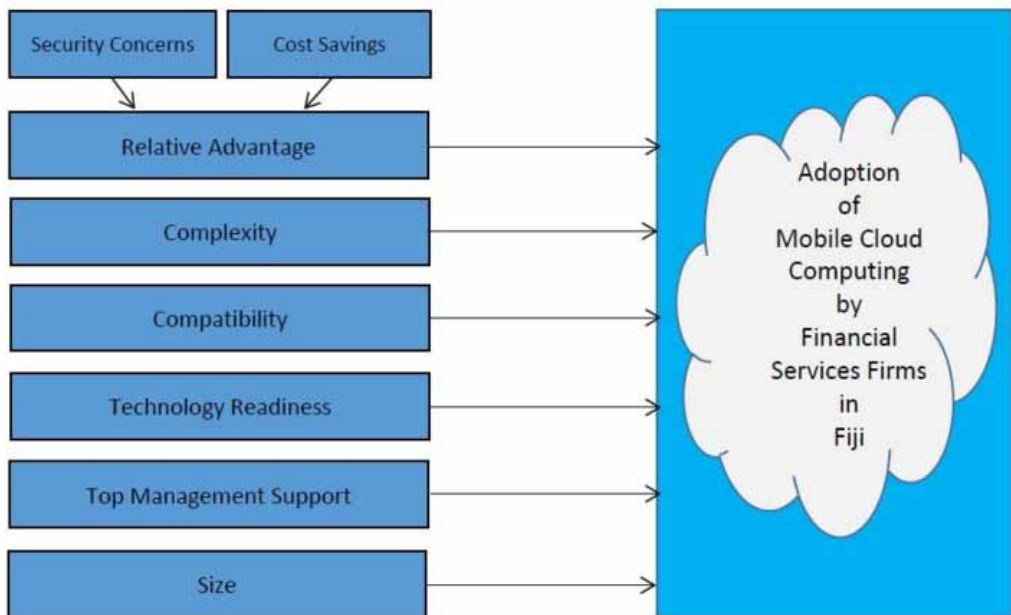 Security Concerns
Cost Savings
Relative Advantage
Complexity
Compatibility
Technology Readiness
Top Management Support
Size
Adoption
of
Mobile Cloud
Computing
by
Financial
Services Firms
in
Fiji